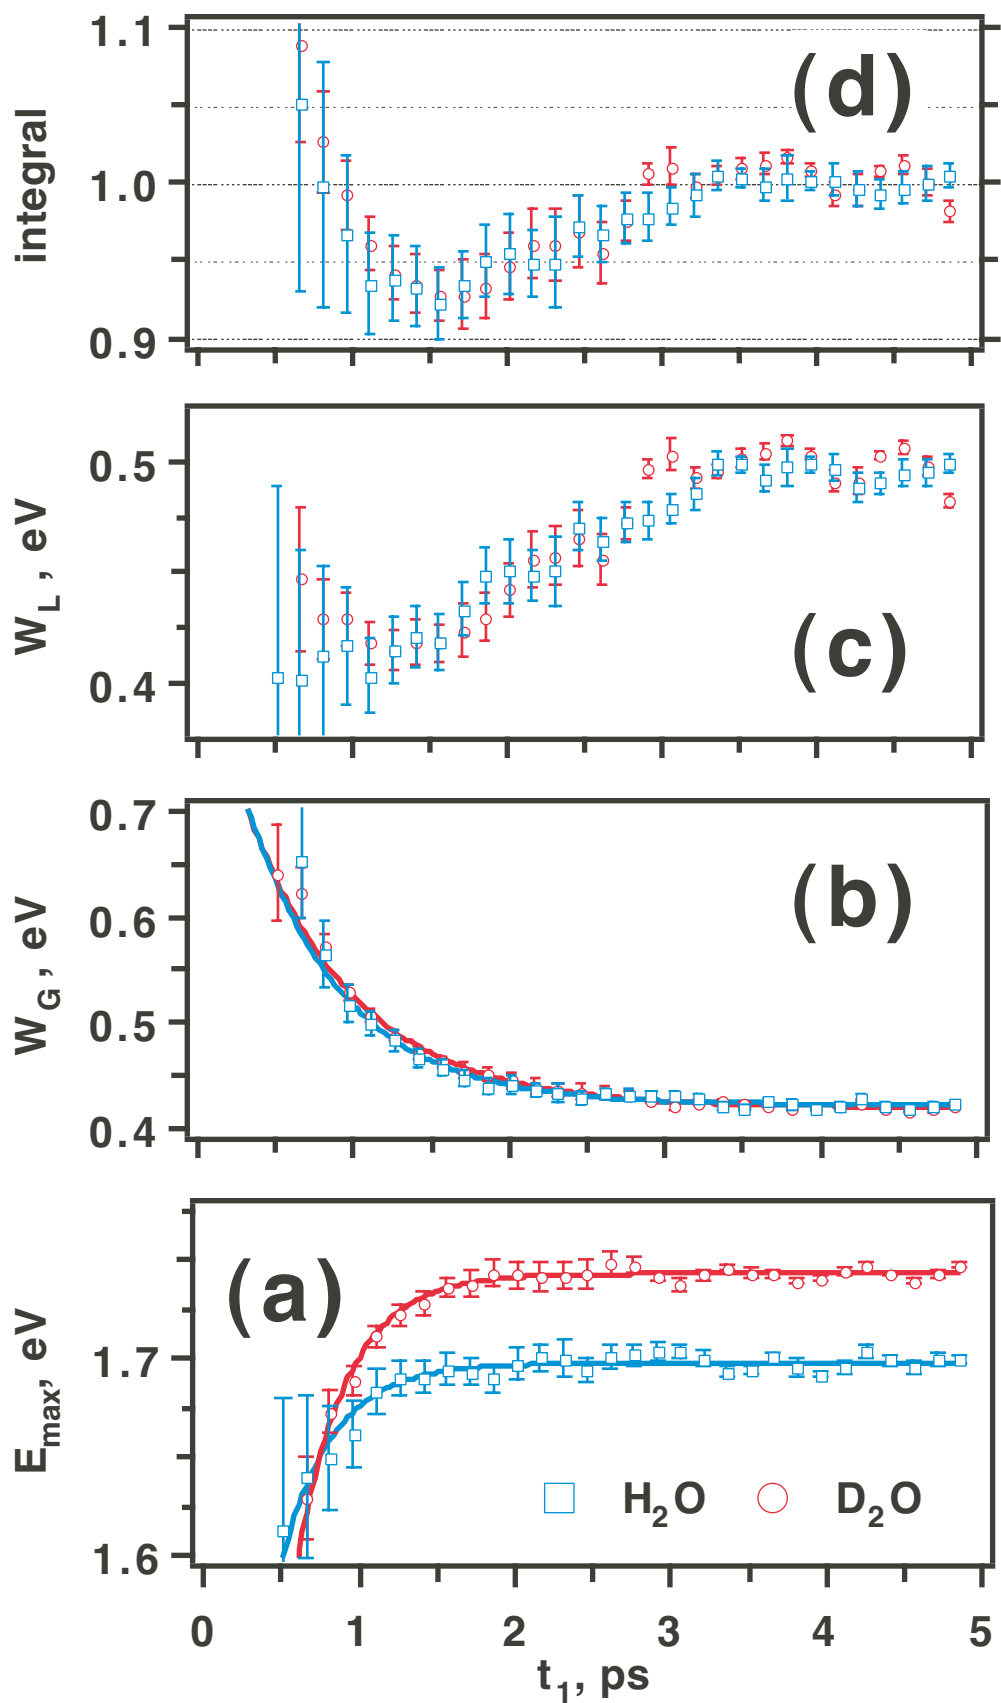 1.1
(d)
integral
1.0
0.9
0.5
W_L, eV
(c)
0.4
0.7
(b)
0.6
W_G, eV
0.5
0.4
(a)
1.7
E_max, eV
H_2O
D_2O
1.6
0 1 2 3 4 5
t_1, ps